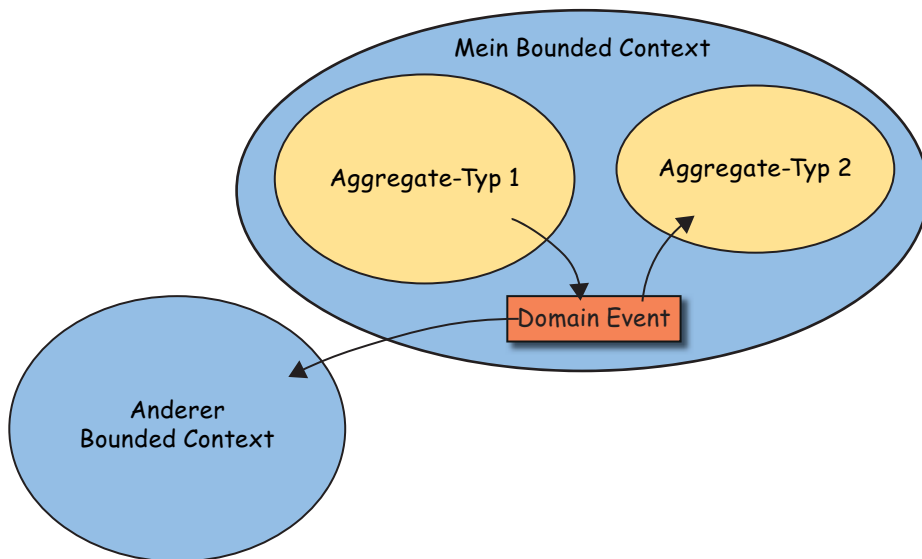 Mein Bounded Context
Aggregate-Typ 1
Aggregate-Typ 2
Domain Event
Anderer
Bounded Context